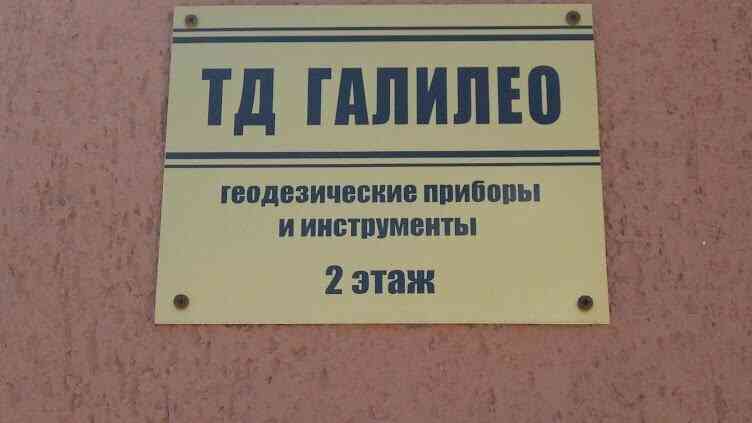 ТД ГАЛИЛЕО
геодезические приборы
и инструменты
2 этаж